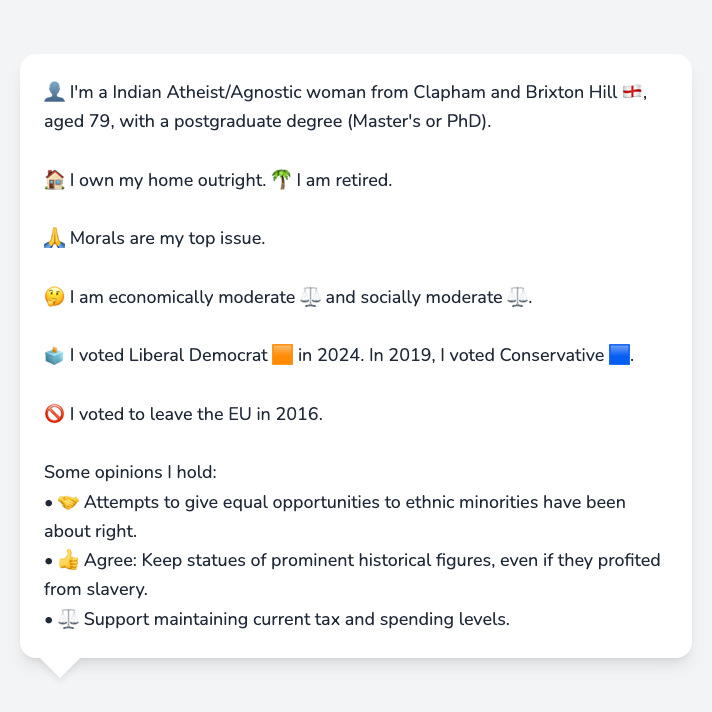 👤 I'm a Indian Atheist/Agnostic woman from Clapham and Brixton Hill 🏴󠁧󠁢󠁥󠁮󠁧󠁿,
aged 79, with a postgraduate degree (Master's or PhD).
🏠 I own my home outright. 🌴 I am retired.
🙏 Morals are my top issue.
🤔 I am economically moderate ⚖️ and socially moderate ⚖️.
🗳️ I voted Liberal Democrat 🟧 in 2024. In 2019, I voted Conservative 🟦.
🚫 I voted to leave the EU in 2016.
Some opinions I hold:
• 🤝 Attempts to give equal opportunities to ethnic minorities have been
about right.
• 👍 Agree: Keep statues of prominent historical figures, even if they profited
from slavery.
• ⚖️ Support maintaining current tax and spending levels.